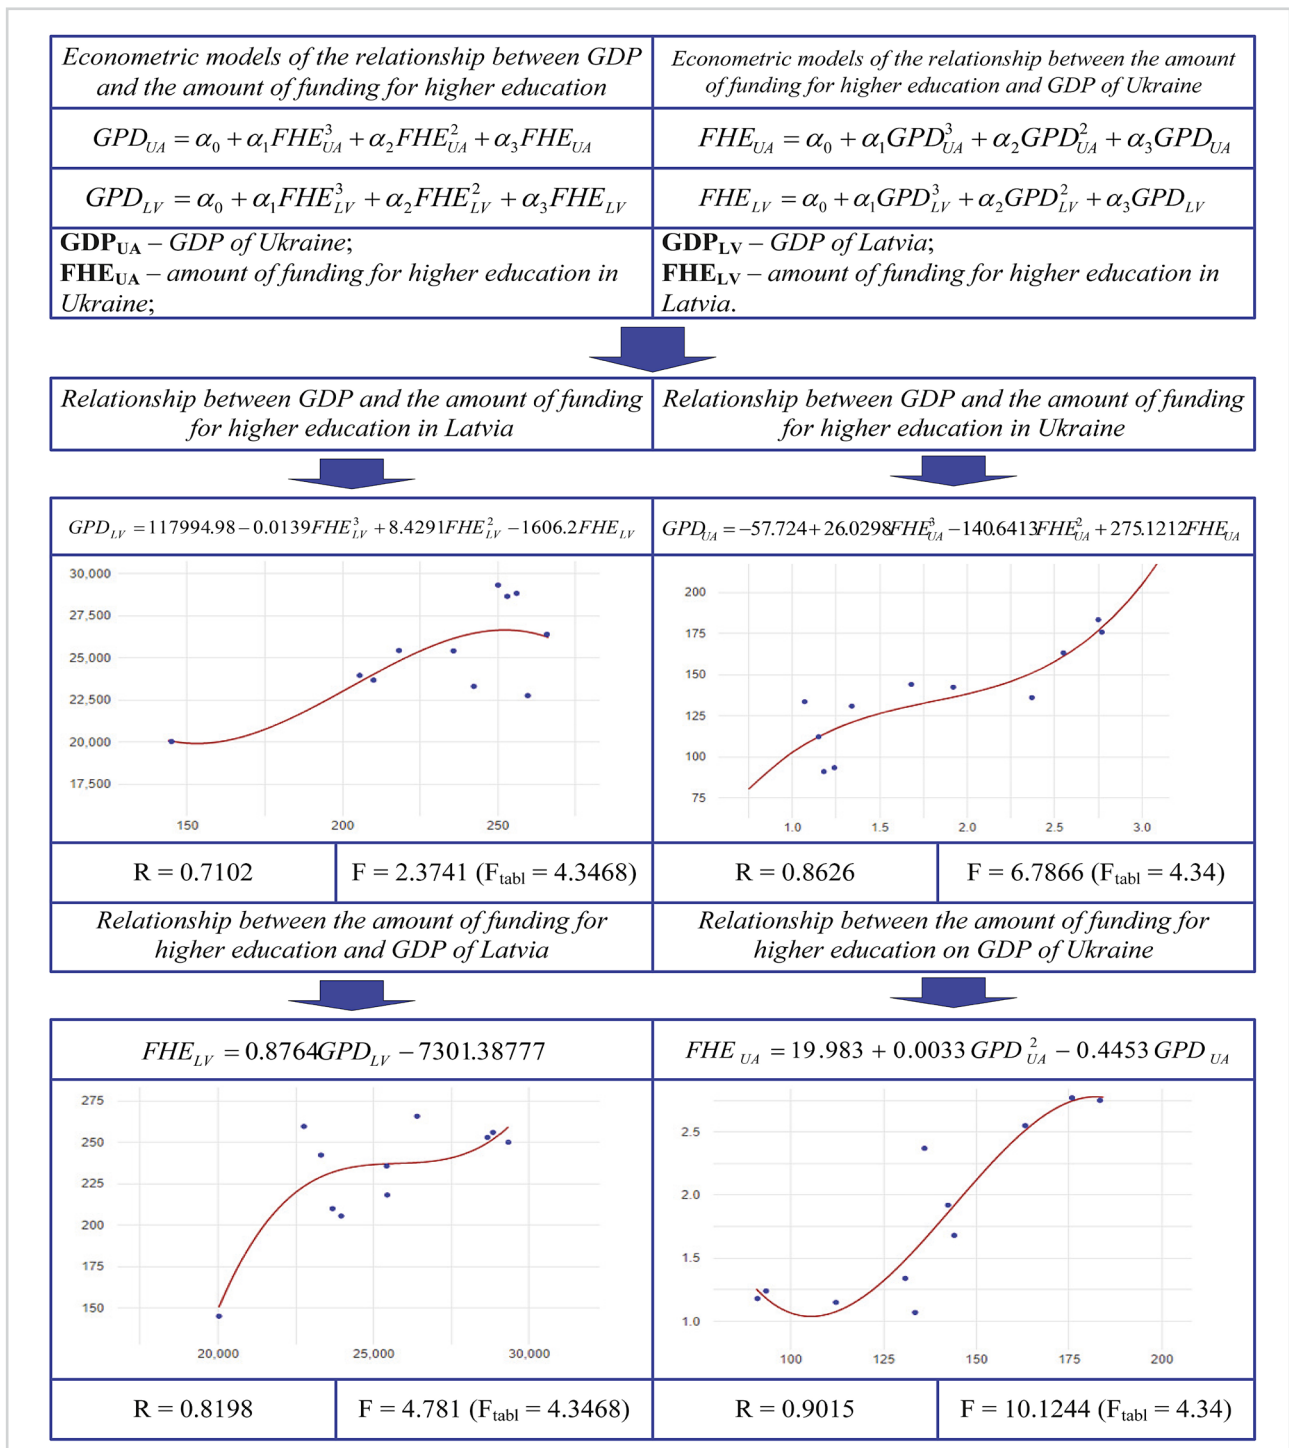 Econometric models of the relationship between GDP
and the amount of funding for higher education
Econometric models of the relationship between the amount
of funding for higher education and GDP of Ukraine
GPD_UA = α₀ + α₁FHE³_UA + α₂FHE²_UA + α₃FHE_UA
FHE_UA = α₀ + α₁GPD³_UA + α₂GPD²_UA + α₃GPD_UA
GPD_LV = α₀ + α₁FHE³_LV + α₂FHE²_LV + α₃FHE_LV
FHE_LV = α₀ + α₁GPD³_LV + α₂GPD²_LV + α₃GPD_LV
GDP_UA – GDP of Ukraine;
FHE_UA – amount of funding for higher education in
Ukraine;
GDP_LV – GDP of Latvia;
FHE_LV – amount of funding for higher education in
Latvia.
Relationship between GDP and the amount of funding
for higher education in Latvia
Relationship between GDP and the amount of funding
for higher education in Ukraine
GPD_LV = 117994.98 − 0.0139FHE³_LV + 8.4291FHE²_LV − 1606.2FHE_LV
GPD_UA = −57.724 + 26.0298FHE³_UA − 140.6413FHE²_UA + 275.1212FHE_UA
30,000
27,500
25,000
22,500
20,000
17,500
150 200 250
200
175
150
125
100
75
1.0 1.5 2.0 2.5 3.0
R = 0.7102
F = 2.3741 (F_tabl = 4.3468)
R = 0.8626
F = 6.7866 (F_tabl = 4.34)
Relationship between the amount of funding for
higher education and GDP of Latvia
Relationship between the amount of funding for
higher education on GDP of Ukraine
FHE_LV = 0.8764GPD_LV − 7301.38777
FHE_UA = 19.983 + 0.0033 GPD²_UA − 0.4453 GPD_UA
275
250
225
200
175
150
20,000 25,000 30,000
2.5
2.0
1.5
1.0
100 125 150 175 200
R = 0.8198
F = 4.781 (F_tabl = 4.3468)
R = 0.9015
F = 10.1244 (F_tabl = 4.34)